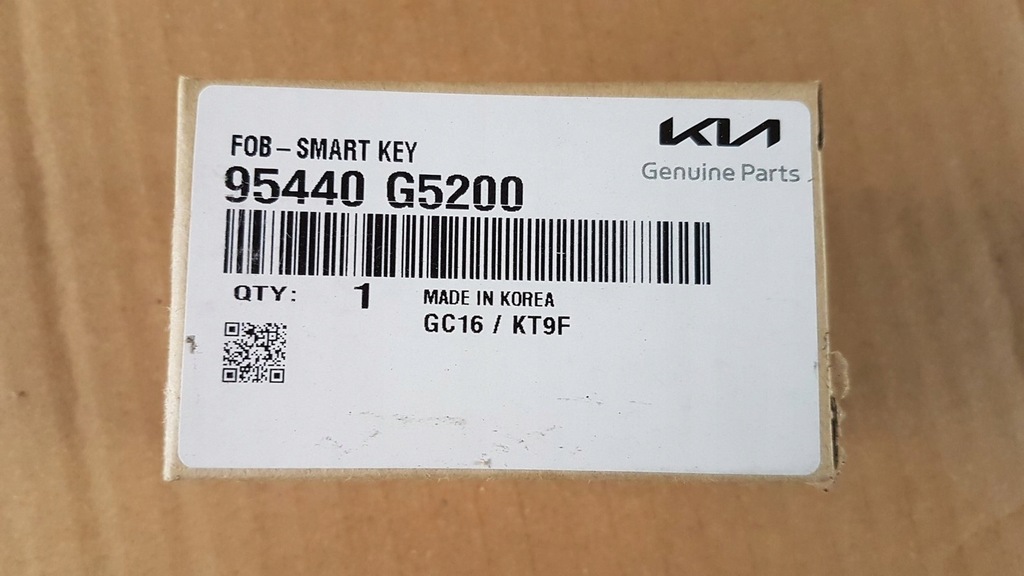 KIA
Genuine Parts
FOB – SMART KEY
95440 G5200
QTY: 1
MADE IN KOREA
GC16 / KT9F